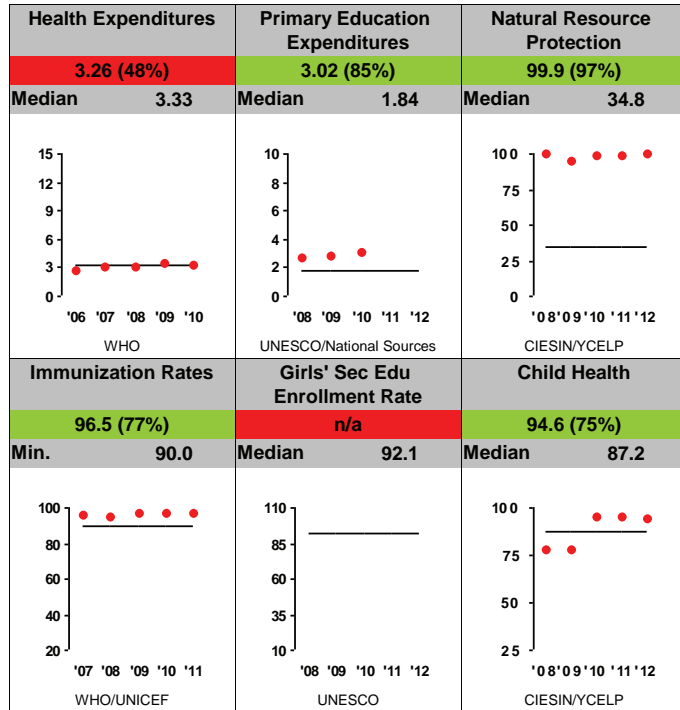 Health Expenditures
3.26 (48%)
Median 3.33
15
12
9
6
3
0
'06 '07 '08 '09 '10
WHO
Primary Education
Expenditures
3.02 (85%)
Median 1.84
10
8
6
4
2
0
'08 '09 '10 '11 '12
UNESCO/National Sources
Natural Resource
Protection
99.9 (97%)
Median 34.8
100
75
50
25
0
'08 '09 '10 '11 '12
CIESIN/YCELP
Immunization Rates
96.5 (77%)
Min. 90.0
100
80
60
40
20
'07 '08 '09 '10 '11
WHO/UNICEF
Girls' Sec Edu
Enrollment Rate
n/a
Median 92.1
110
85
60
35
10
'08 '09 '10 '11 '12
UNESCO
Child Health
94.6 (75%)
Median 87.2
100
75
50
25
'08 '09 '10 '11 '12
CIESIN/YCELP